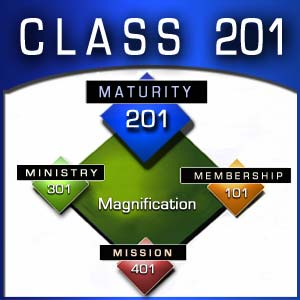 CLASS 201
MATURITY
201
MINISTRY
301
MEMBERSHIP
101
Magnification
MISSION
401